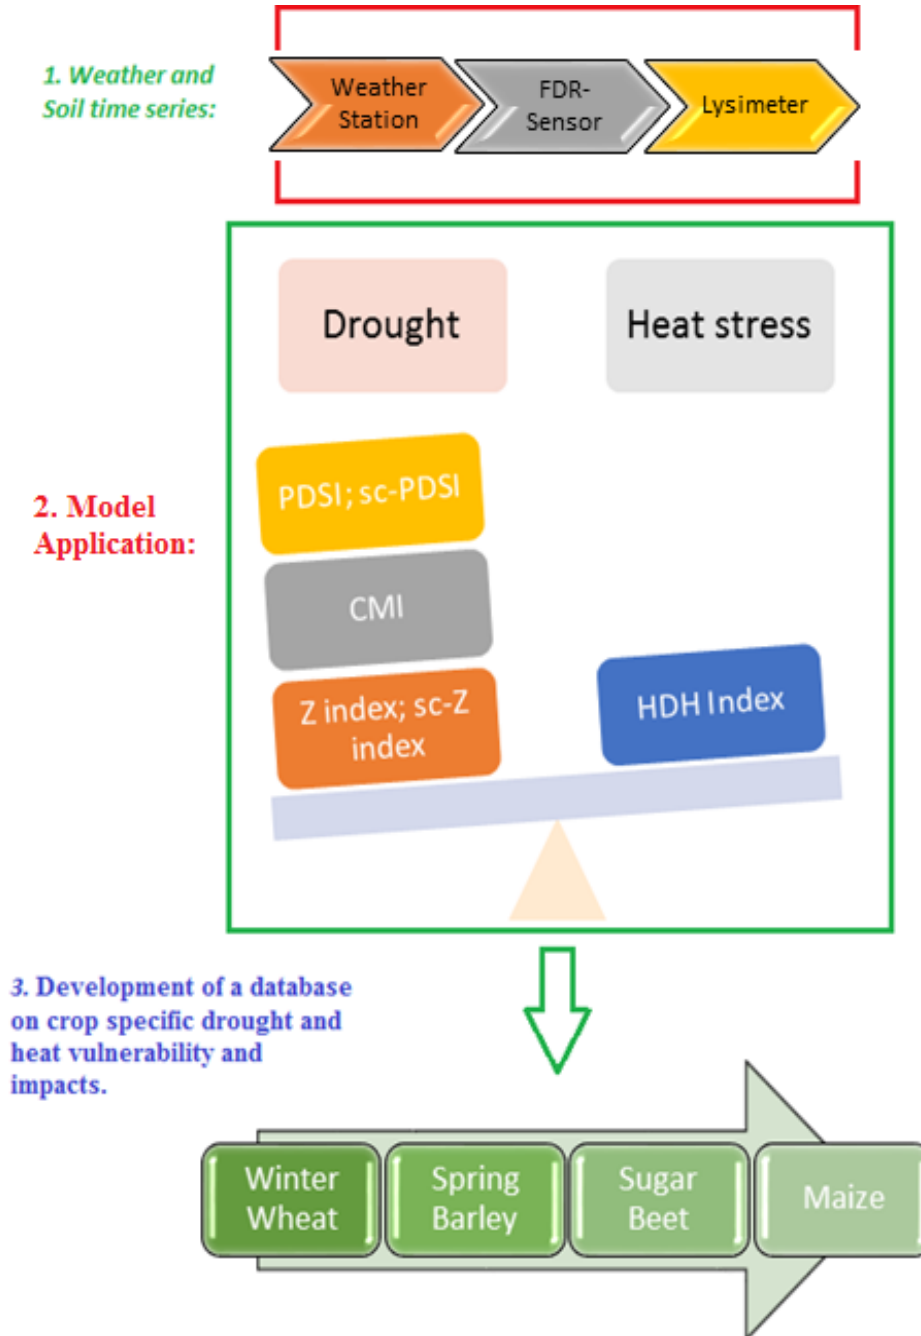 1. Weather and
Soil time series:
Weather
Station
FDR-
Sensor
Lysimeter
Drought
Heat stress
2. Model
Application:
PDSI; sc-PDSI
CMI
Z index; sc-Z
index
HDH Index
3. Development of a database
on crop specific drought and
heat vulnerability and
impacts.
Winter
Wheat
Spring
Barley
Sugar
Beet
Maize